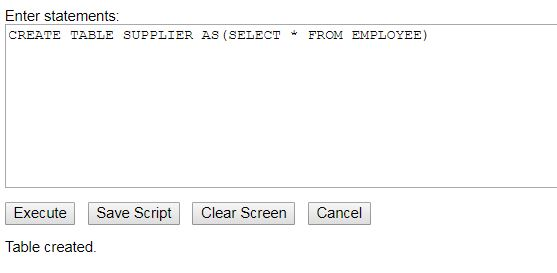 Enter statements:
CREATE TABLE SUPPLIER AS(SELECT * FROM EMPLOYEE)
Execute Save Script Clear Screen Cancel
Table created.